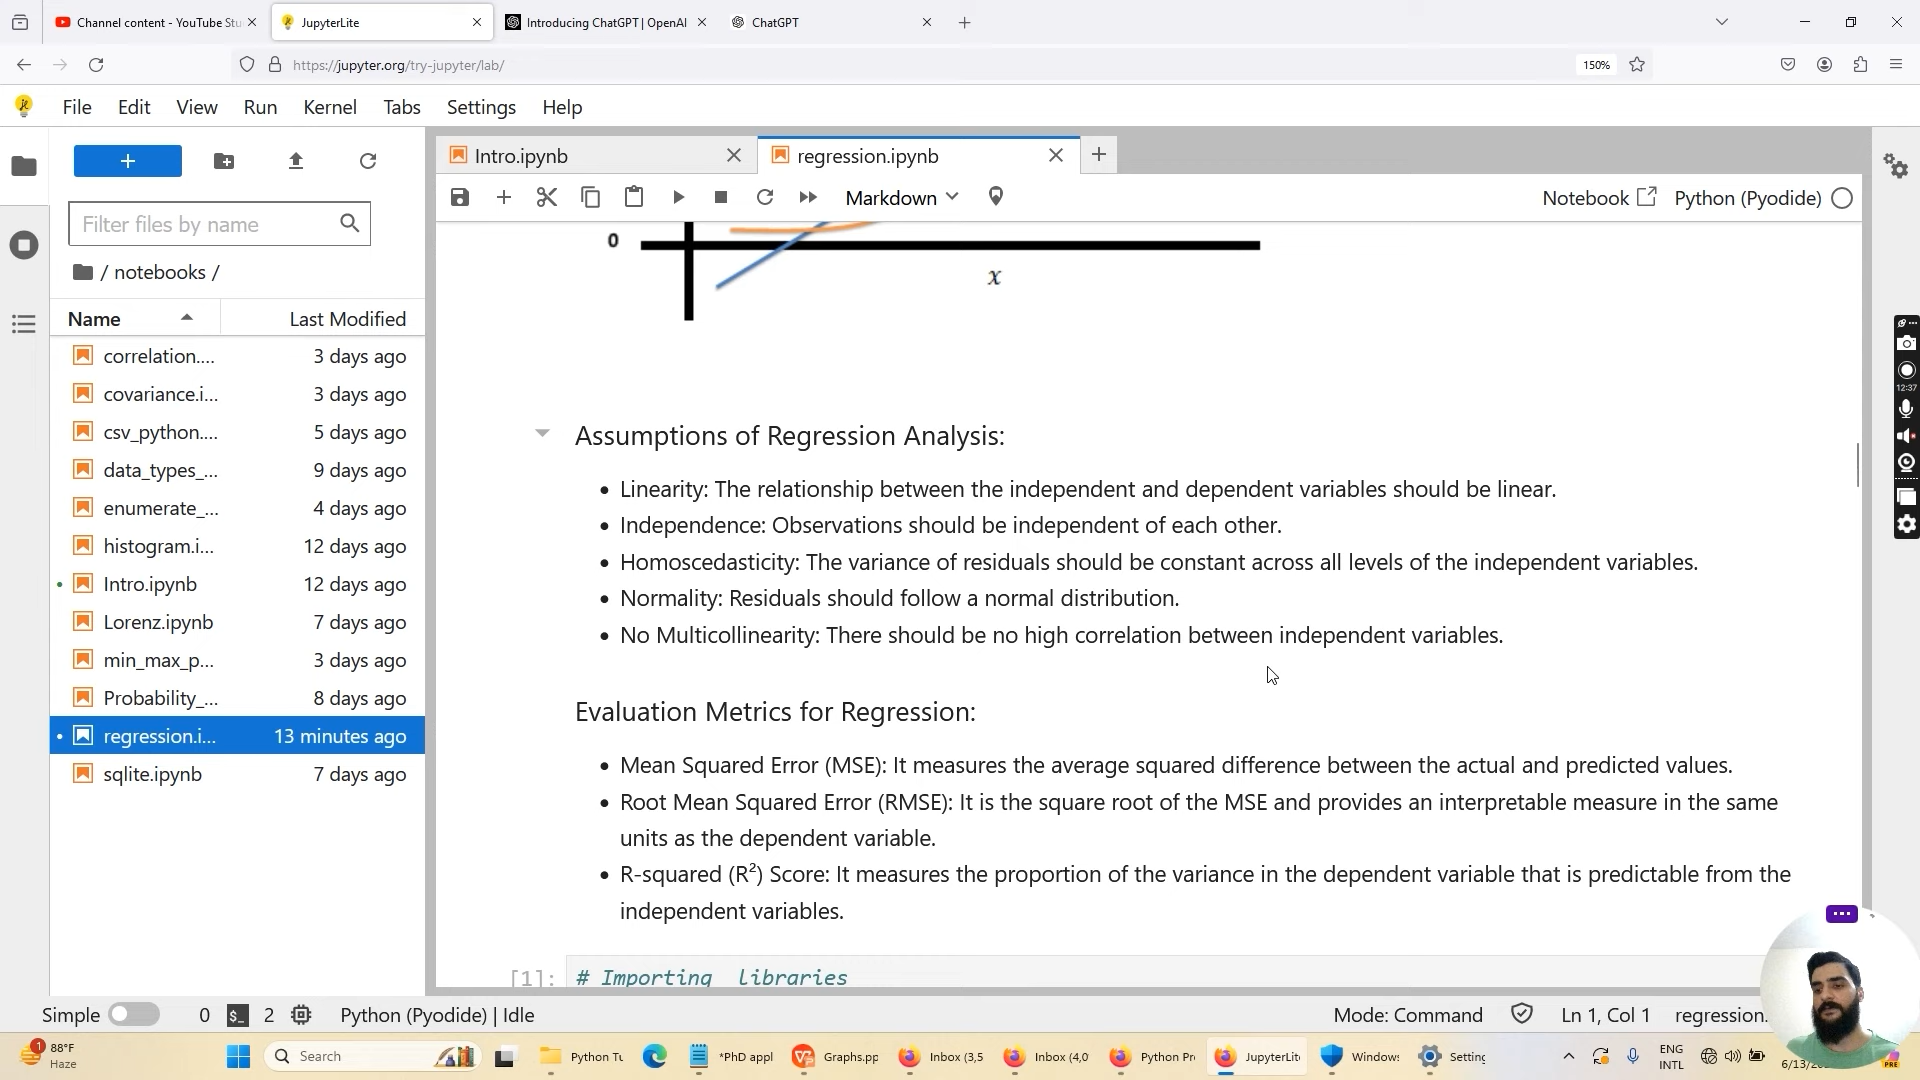 Channel content - YouTube Stu
JupyterLite
Introducing ChatGPT | OpenAI
ChatGPT
https://jupyter.org/try-jupyter/lab/
150%
File Edit View Run Kernel Tabs Settings Help
Intro.ipynb
regression.ipynb
Markdown
Notebook
Python (Pyodide)
Filter files by name
/ notebooks /
Name
Last Modified
correlation.... 3 days ago
covariance.i... 3 days ago
csv_python.... 5 days ago
data_types_... 9 days ago
enumerate_... 4 days ago
histogram.i... 12 days ago
Intro.ipynb 12 days ago
Lorenz.ipynb 7 days ago
min_max_p... 3 days ago
Probability_... 8 days ago
regression.i... 13 minutes ago
sqlite.ipynb 7 days ago
0
x
Assumptions of Regression Analysis:
• Linearity: The relationship between the independent and dependent variables should be linear.
• Independence: Observations should be independent of each other.
• Homoscedasticity: The variance of residuals should be constant across all levels of the independent variables.
• Normality: Residuals should follow a normal distribution.
• No Multicollinearity: There should be no high correlation between independent variables.
Evaluation Metrics for Regression:
• Mean Squared Error (MSE): It measures the average squared difference between the actual and predicted values.
• Root Mean Squared Error (RMSE): It is the square root of the MSE and provides an interpretable measure in the same
units as the dependent variable.
• R-squared (R²) Score: It measures the proportion of the variance in the dependent variable that is predictable from the
independent variables.
[1]: # Importing libraries
12:37
Simple 0 2 Python (Pyodide) | Idle
Mode: Command Ln 1, Col 1 regression.
1
88°F
Haze
Search
Python Tu
*PhD appl
Graphs.pp
Inbox (3,5
Inbox (4,0
Python Pr
JupyterLite
Windows
Setting
ENG
INTL
6/13/20
PRE